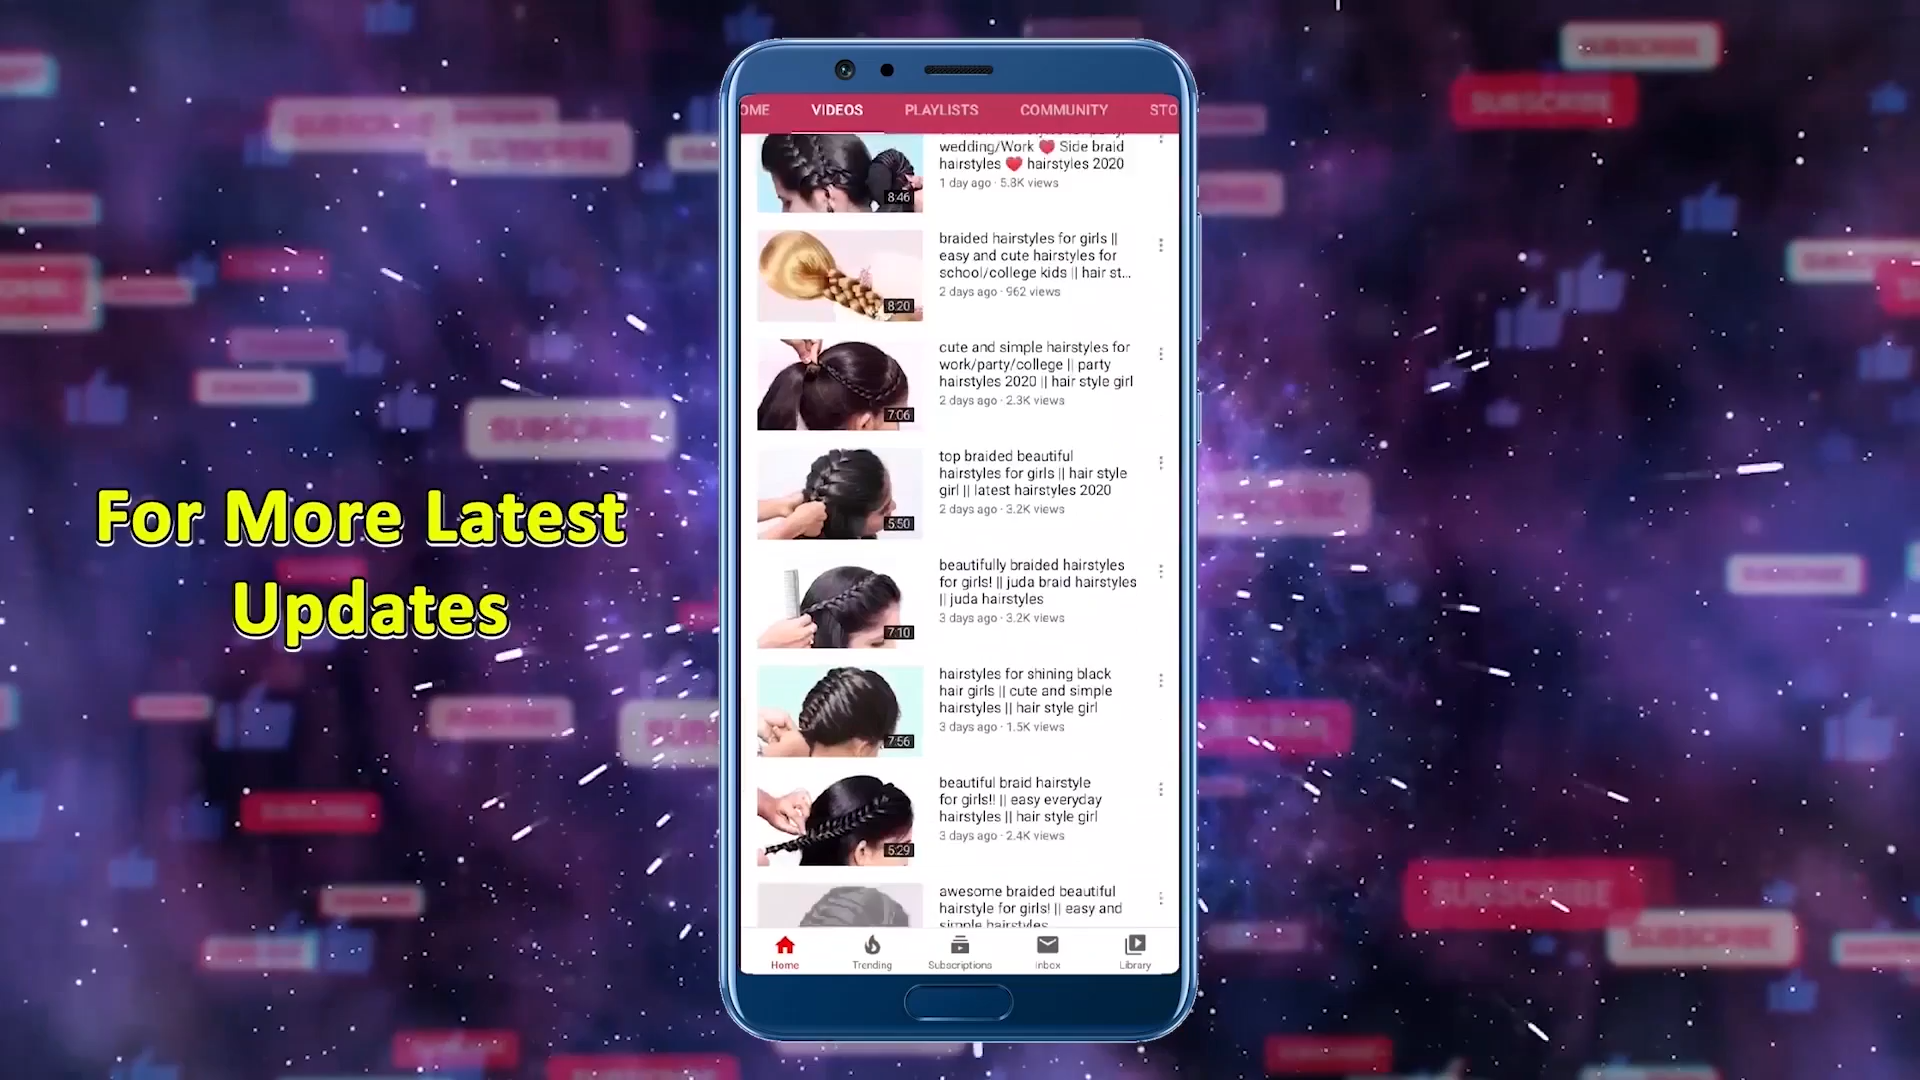 For More Latest
Updates
OME VIDEOS PLAYLISTS COMMUNITY STO
wedding/Work ❤ Side braid
hairstyles ❤ hairstyles 2020
1 day ago · 5.8K views
8:46
braided hairstyles for girls ||
easy and cute hairstyles for
school/college kids || hair st...
2 days ago · 962 views
8:20
cute and simple hairstyles for
work/party/college || party
hairstyles 2020 || hair style girl
2 days ago · 2.3K views
7:06
top braided beautiful
hairstyles for girls || hair style
girl || latest hairstyles 2020
2 days ago · 3.2K views
5:50
beautifully braided hairstyles
for girls! || juda braid hairstyles
|| juda hairstyles
3 days ago · 3.2K views
7:10
hairstyles for shining black
hair girls || cute and simple
hairstyles || hair style girl
3 days ago · 1.5K views
7:56
beautiful braid hairstyle
for girls!! || easy everyday
hairstyles || hair style girl
3 days ago · 2.4K views
5:29
awesome braided beautiful
hairstyle for girls! || easy and
simple hairstyles
Home Trending Subscriptions Inbox Library
SUBSCRIBE
SUBSCRIBE
SUBSCRIBE